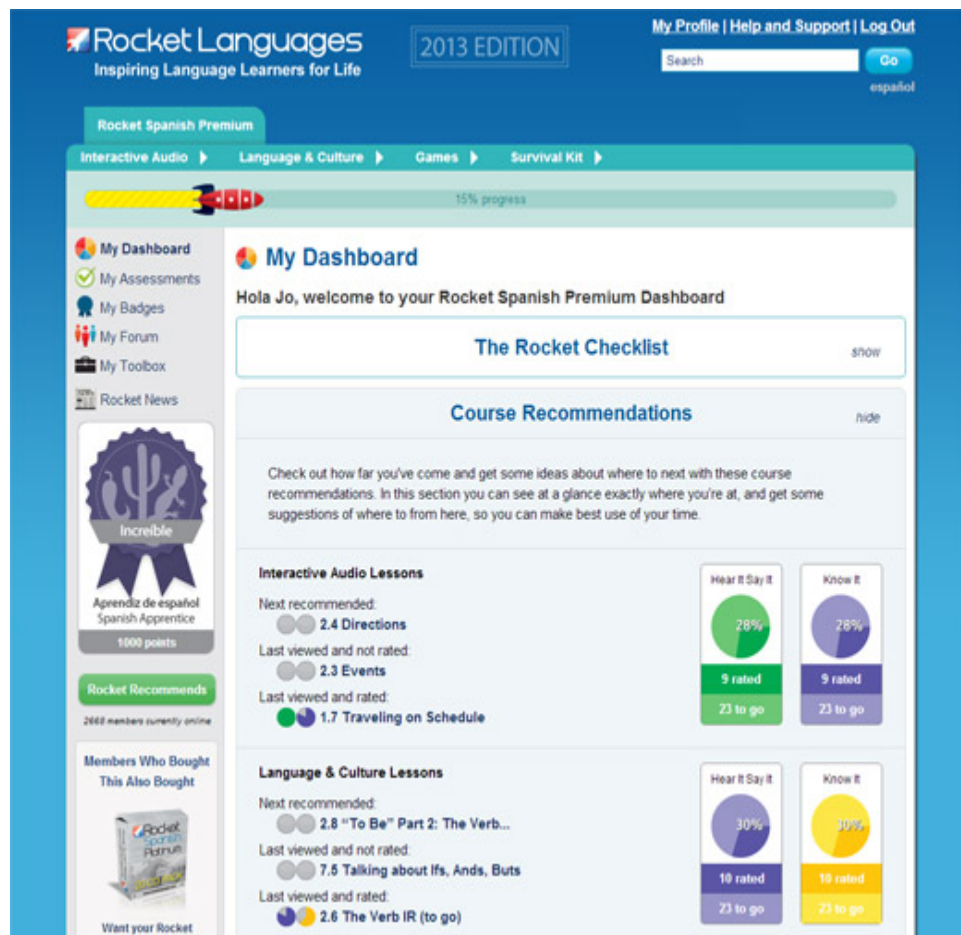 Rocket Languages
Inspiring Language Learners for Life
2013 EDITION
My Profile | Help and Support | Log Out
Search
Go
español
Rocket Spanish Premium
Interactive Audio
Language & Culture
Games
Survival Kit
15% progress
My Dashboard
My Assessments
My Badges
My Forum
My Toolbox
Rocket News
Increíble
Aprendiz de español
Spanish Apprentice
1000 points
Rocket Recommends
2668 members currently online
Members Who Bought
This Also Bought
Rocket
Spanish
Platinum
Want your Rocket
My Dashboard
Hola Jo, welcome to your Rocket Spanish Premium Dashboard
The Rocket Checklist
show
Course Recommendations
hide
Check out how far you've come and get some ideas about where to next with these course
recommendations. In this section you can see at a glance exactly where you're at, and get some
suggestions of where to from here, so you can make best use of your time.
Interactive Audio Lessons
Next recommended:
2.4 Directions
Last viewed and not rated:
2.3 Events
Last viewed and rated:
1.7 Traveling on Schedule
Hear It Say It
28%
9 rated
23 to go
Know It
28%
9 rated
23 to go
Language & Culture Lessons
Next recommended:
2.8 "To Be" Part 2: The Verb...
Last viewed and not rated:
7.5 Talking about Ifs, Ands, Buts
Last viewed and rated:
2.6 The Verb IR (to go)
Hear It Say It
30%
10 rated
23 to go
Know It
30%
10 rated
23 to go